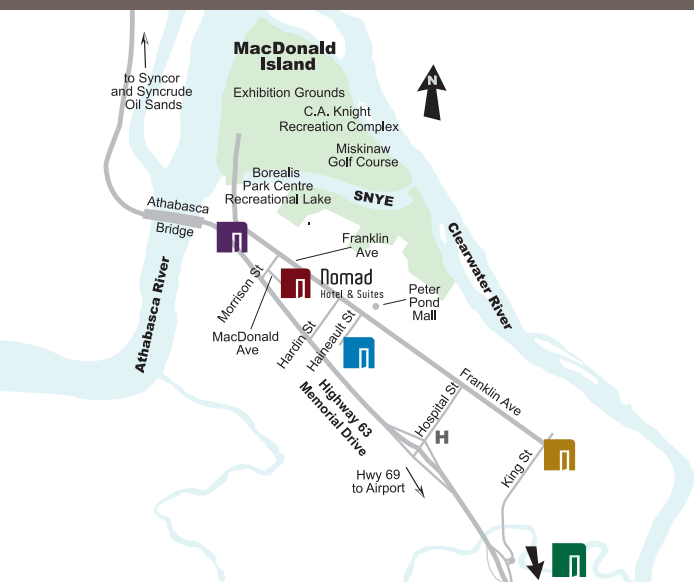 MacDonald
Island
N
to Syncor
and Syncrude
Oil Sands
Exhibition Grounds
C.A. Knight
Recreation Complex
Miskinaw
Golf Course
Borealis
Park Centre
Recreational Lake
SNYE
Athabasca
Bridge
Franklin
Ave
Clearwater River
Athabasca River
Morrison St
Nomad
Hotel & Suites
Peter
Pond
Mall
MacDonald
Ave
Hardin St
Haineault St
Highway 63
Memorial Drive
Franklin Ave
Hospital St
H
King St
Hwy 69
to Airport